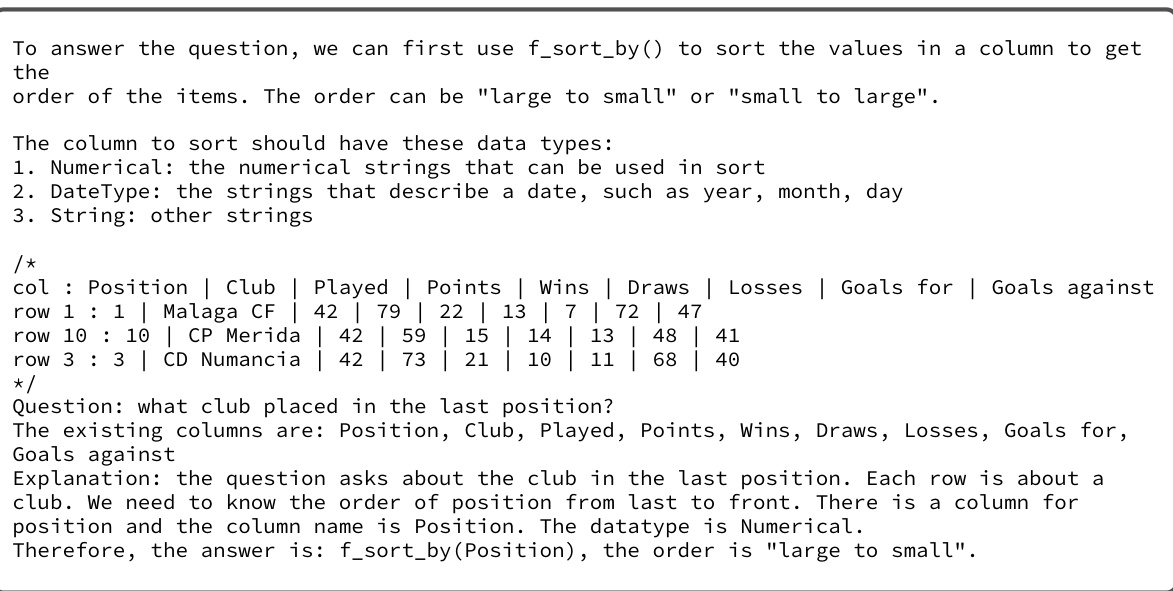 To answer the question, we can first use f_sort_by() to sort the values in a column to get
the
order of the items. The order can be "large to small" or "small to large".
The column to sort should have these data types:
1. Numerical: the numerical strings that can be used in sort
2. DateType: the strings that describe a date, such as year, month, day
3. String: other strings
/*
col : Position | Club | Played | Points | Wins | Draws | Losses | Goals for | Goals against
row 1 : 1 | Malaga CF | 42 | 79 | 22 | 13 | 7 | 72 | 47
row 10 : 10 | CP Merida | 42 | 59 | 15 | 14 | 13 | 48 | 41
row 3 : 3 | CD Numancia | 42 | 73 | 21 | 10 | 11 | 68 | 40
*/
Question: what club placed in the last position?
The existing columns are: Position, Club, Played, Points, Wins, Draws, Losses, Goals for,
Goals against
Explanation: the question asks about the club in the last position. Each row is about a
club. We need to know the order of position from last to front. There is a column for
position and the column name is Position. The datatype is Numerical.
Therefore, the answer is: f_sort_by(Position), the order is "large to small".